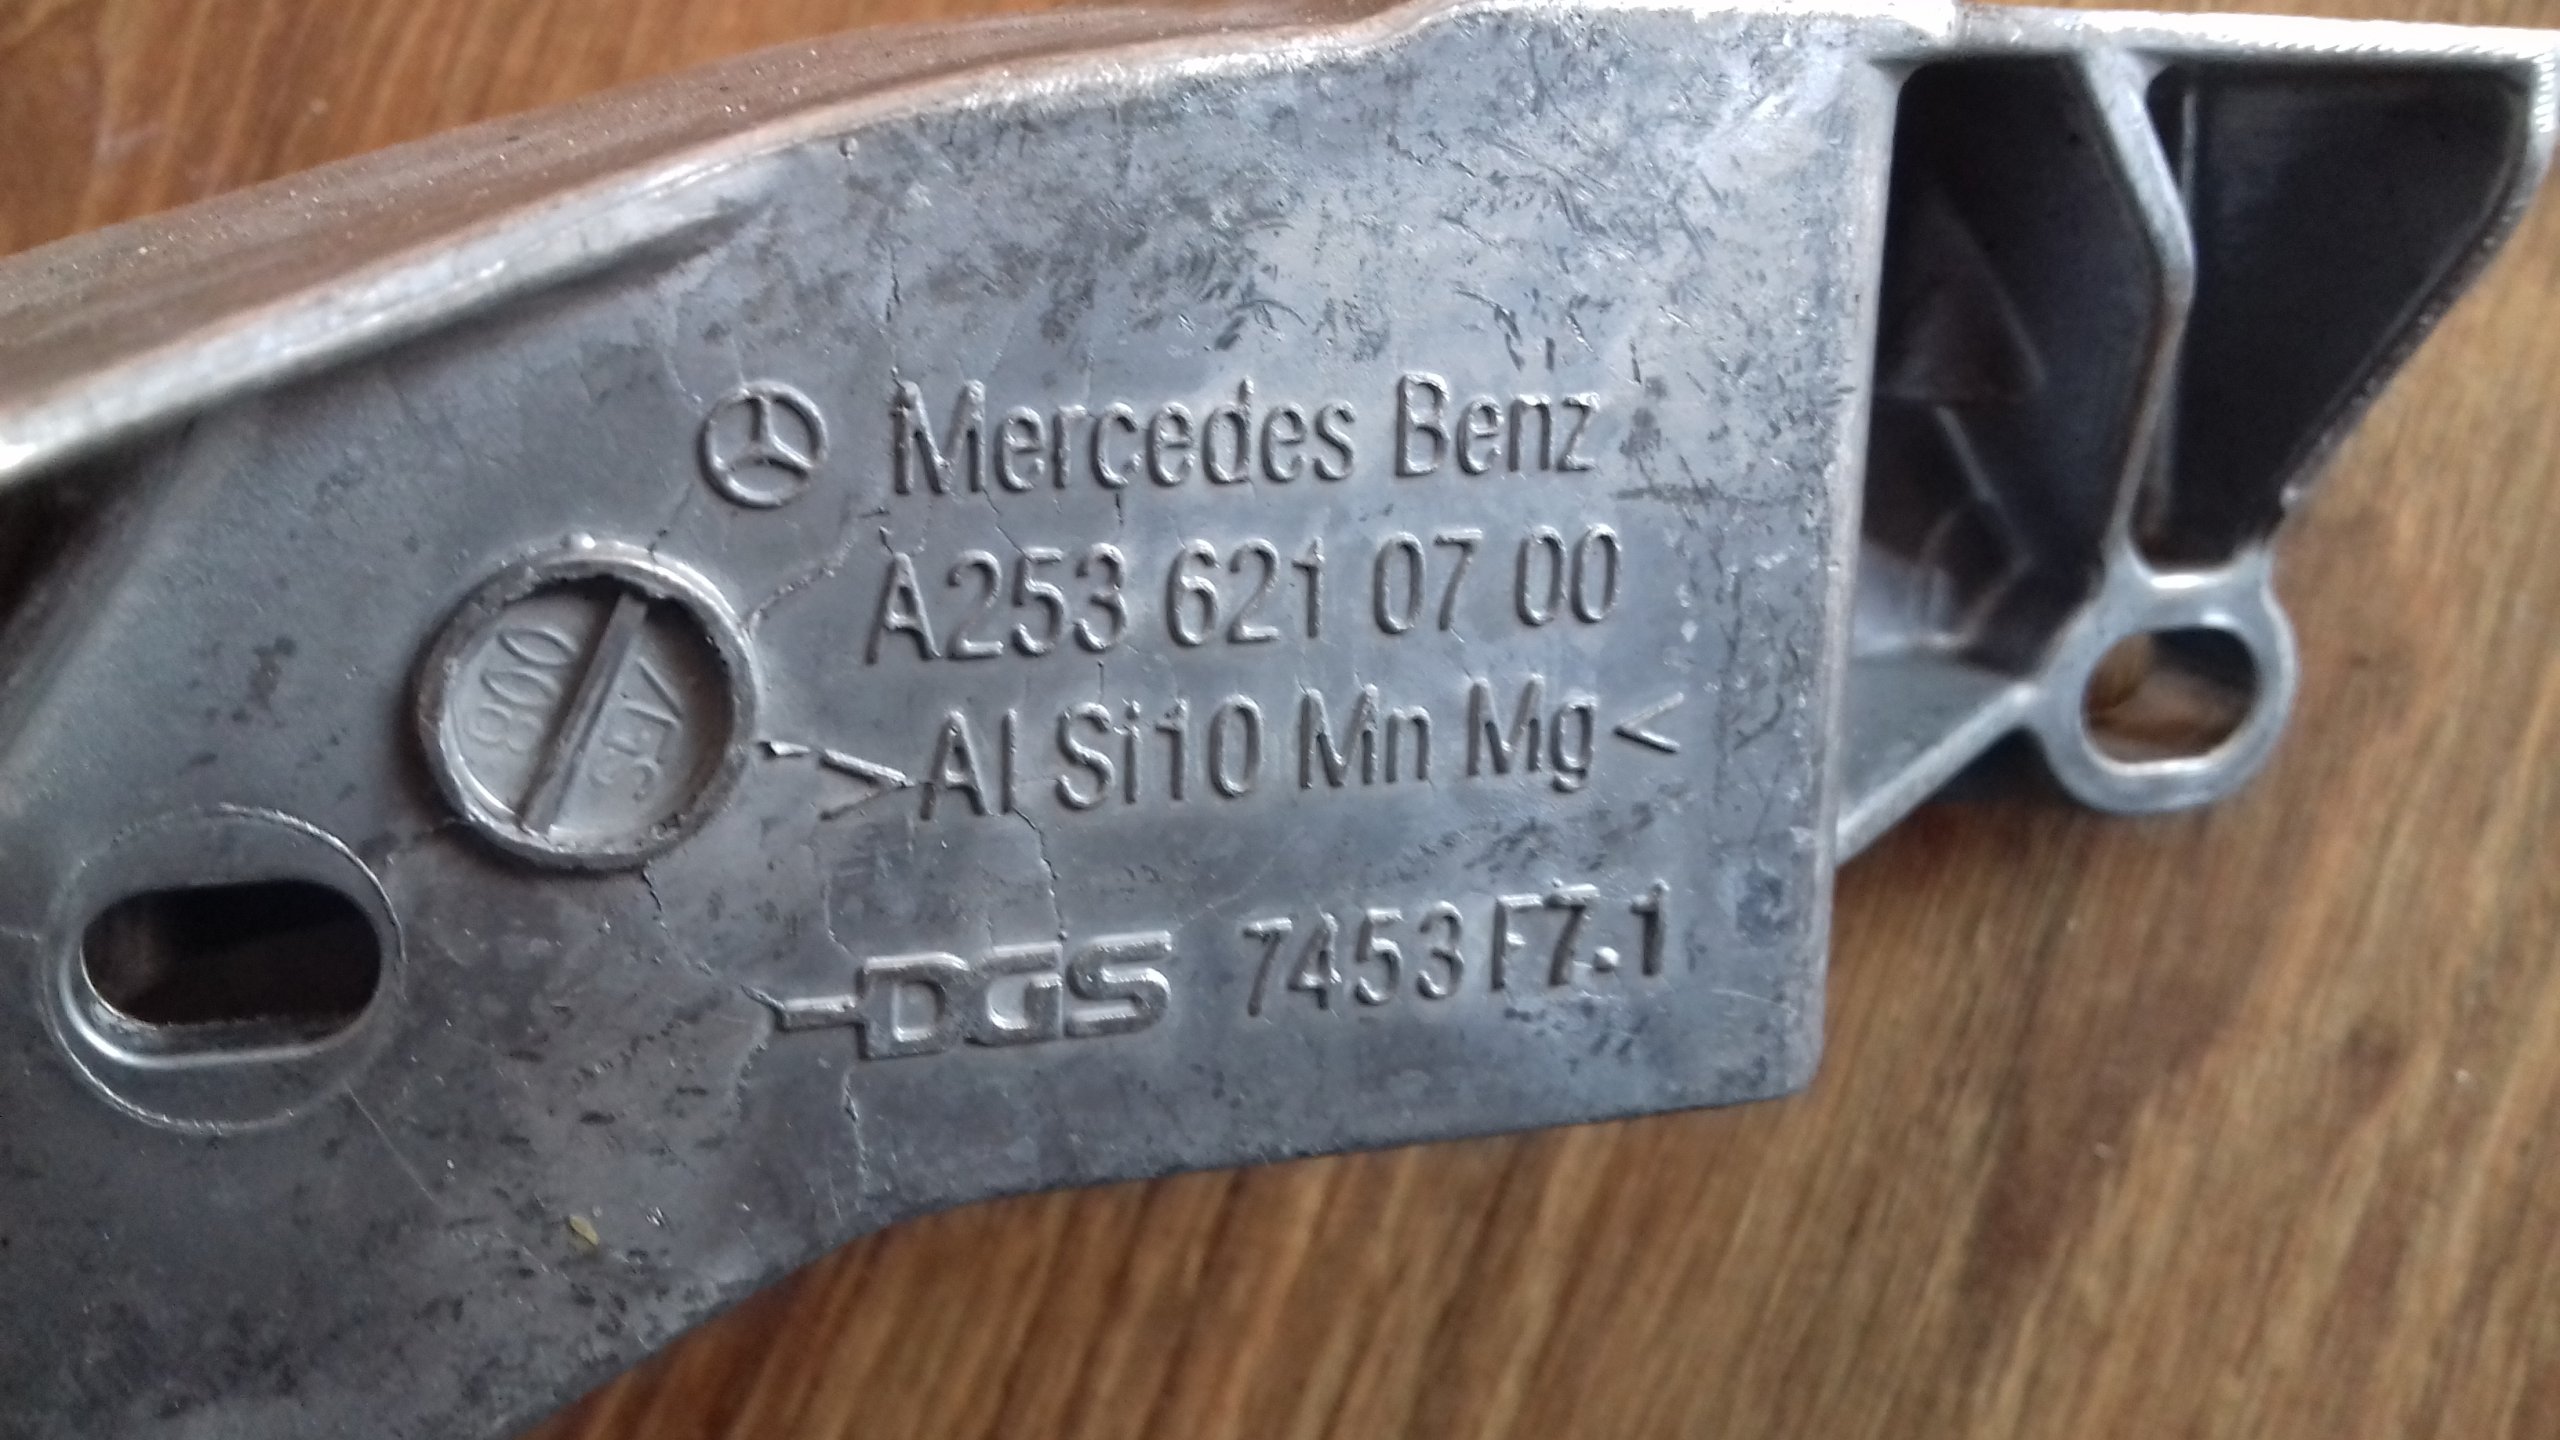 Mercedes Benz
A253 621 07 00
>Al Si10 Mn Mg<
DGS 7453 F7.1